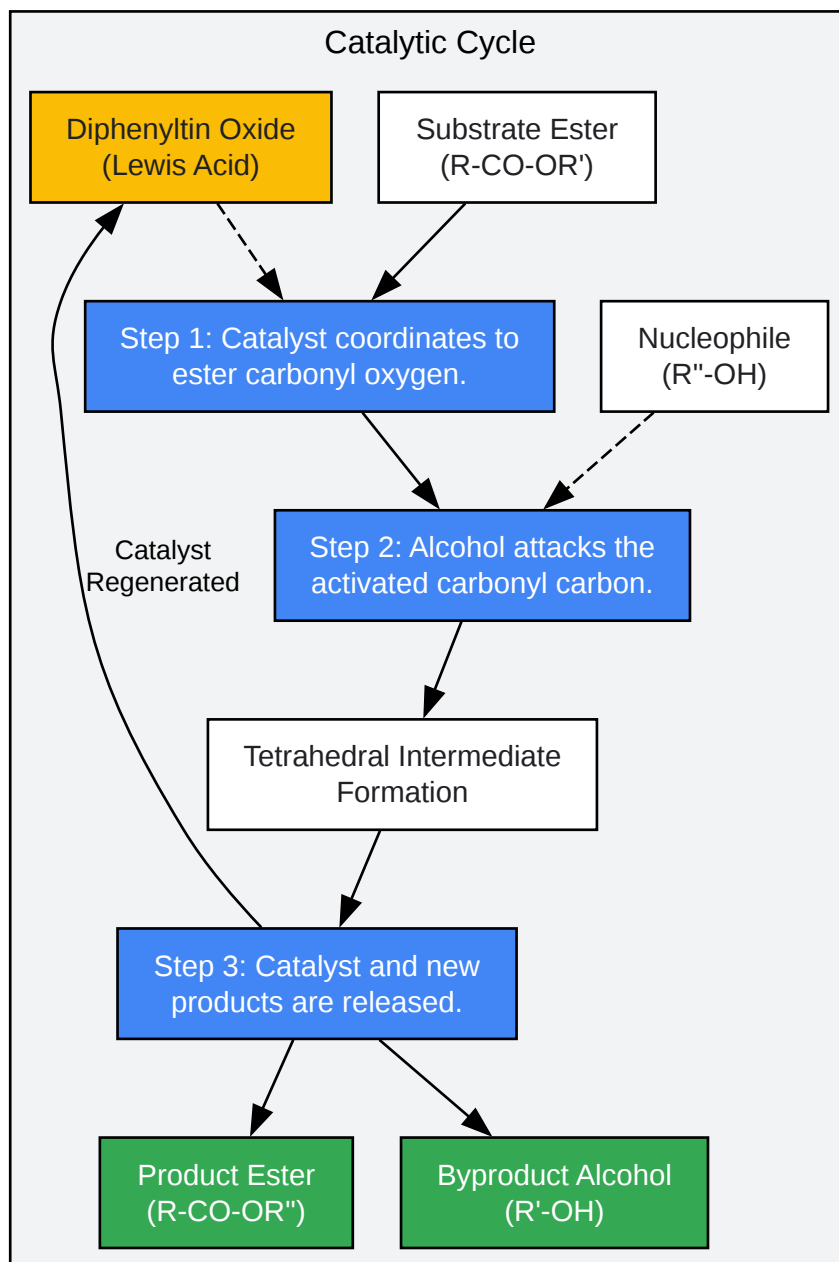 Catalytic Cycle
Diphenyltin Oxide
(Lewis Acid)
Substrate Ester
(R-CO-OR')
Step 1: Catalyst coordinates to
ester carbonyl oxygen.
Nucleophile
(R''-OH)
Step 2: Alcohol attacks the
activated carbonyl carbon.
Catalyst
Regenerated
Tetrahedral Intermediate
Formation
Step 3: Catalyst and new
products are released.
Product Ester
(R-CO-OR'')
Byproduct Alcohol
(R'-OH)